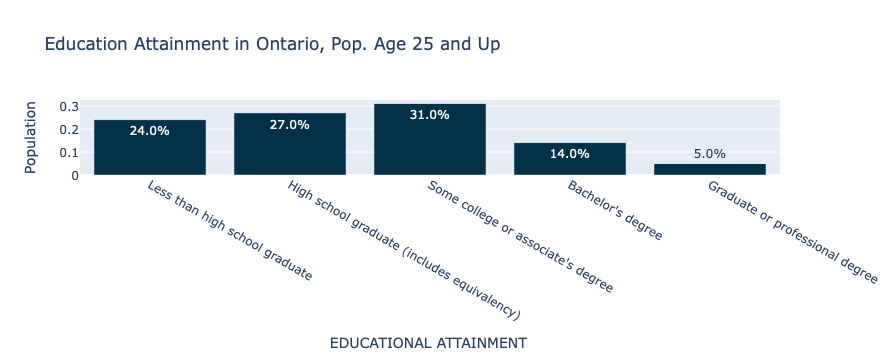 Education Attainment in Ontario, Pop. Age 25 and Up
Population
0.3
0.2
0.1
0
24.0%
27.0%
31.0%
14.0%
5.0%
Less than high school graduate
High school graduate (includes equivalency)
Some college or associate's degree
Bachelor's degree
Graduate or professional degree
EDUCATIONAL ATTAINMENT